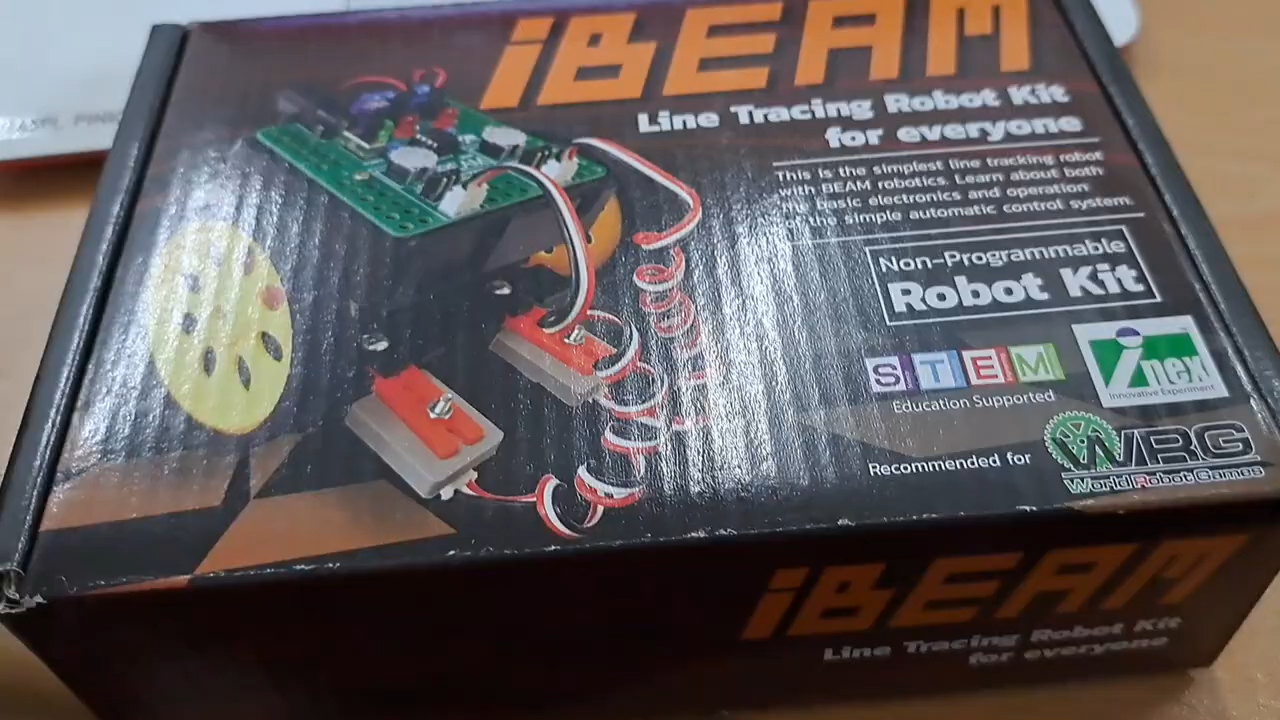 iBEAM
Line Tracing Robot Kit
for everyone
This is the simplest line tracking robot
with BEAM robotics. Learn about both
basic electronics and operation
the simple automatic control system.
Non-Programmable
Robot Kit
STEM
Education Supported
inex
Innovative Experiment
Recommended for
WRG
World Robot Games
iBEAM
Line Tracing Robot Kit
for everyone